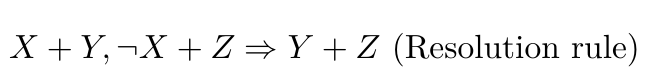 X + Y, ¬X + Z ⇒ Y + Z (Resolution rule)